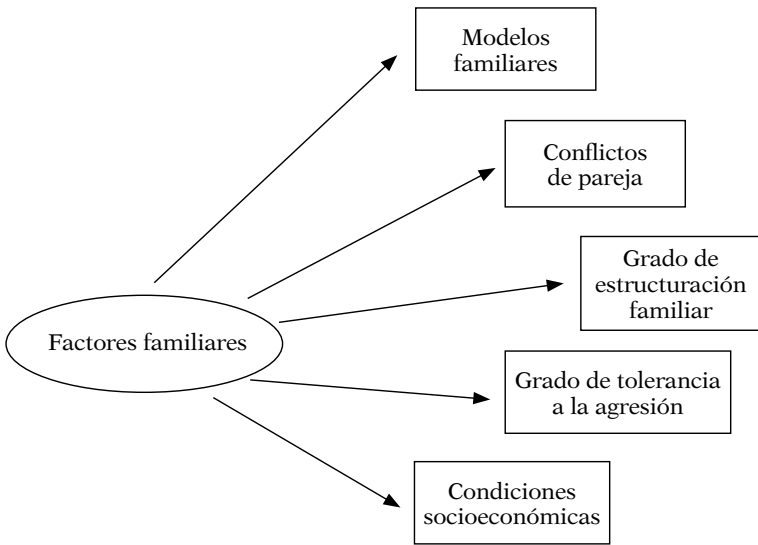 Modelos
familiares
Conflictos
de pareja
Grado de
estructuración
familiar
Factores familiares
Grado de tolerancia
a la agresión
Condiciones
socioeconómicas